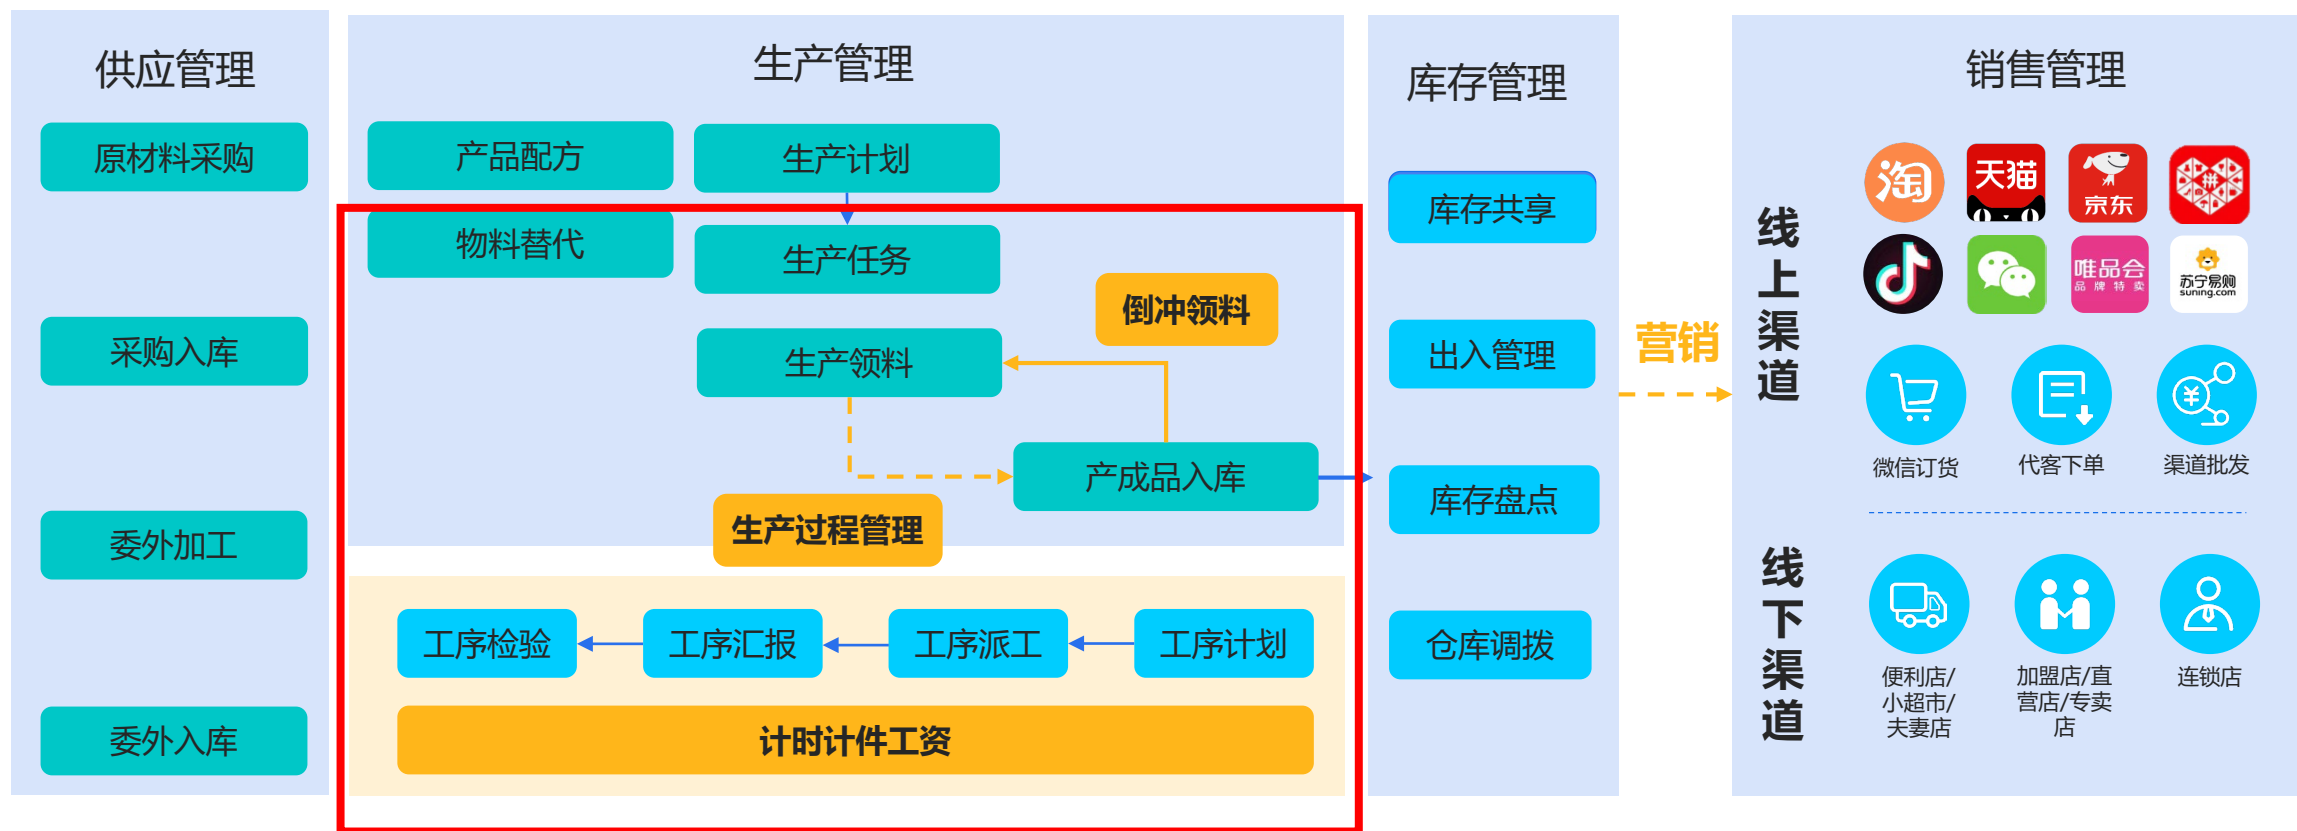 供应管理
原材料采购
采购入库
委外加工
委外入库
生产管理
产品配方
生产计划
物料替代
生产任务
倒冲领料
生产领料
产成品入库
生产过程管理
工序检验
工序汇报
工序派工
工序计划
计时计件工资
库存管理
库存共享
出入管理
库存盘点
仓库调拨
营销
销售管理
线上渠道
淘
天猫
京东
拼
唯品会
品牌特卖
苏宁易购
suning.com
微信订货
代客下单
渠道批发
线下渠道
便利店/
小超市/
夫妻店
加盟店/直
营店/专卖
店
连锁店